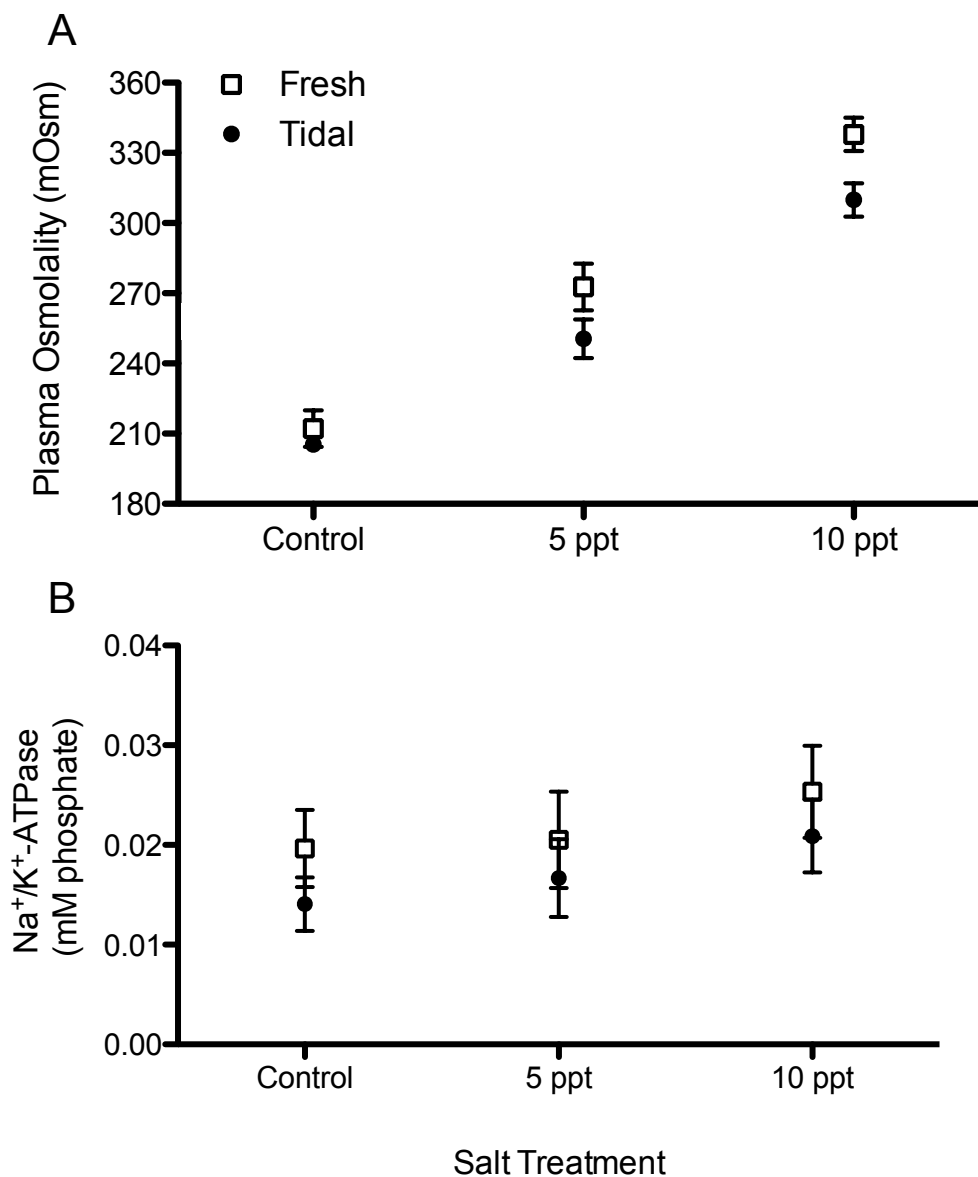 A
Fresh
Tidal
360
330
300
270
240
210
180
Plasma Osmolality (mOsm)
Control 5 ppt 10 ppt
B
0.04
0.03
0.02
0.01
0.00
Na⁺/K⁺-ATPase
(mM phosphate)
Control 5 ppt 10 ppt
Salt Treatment